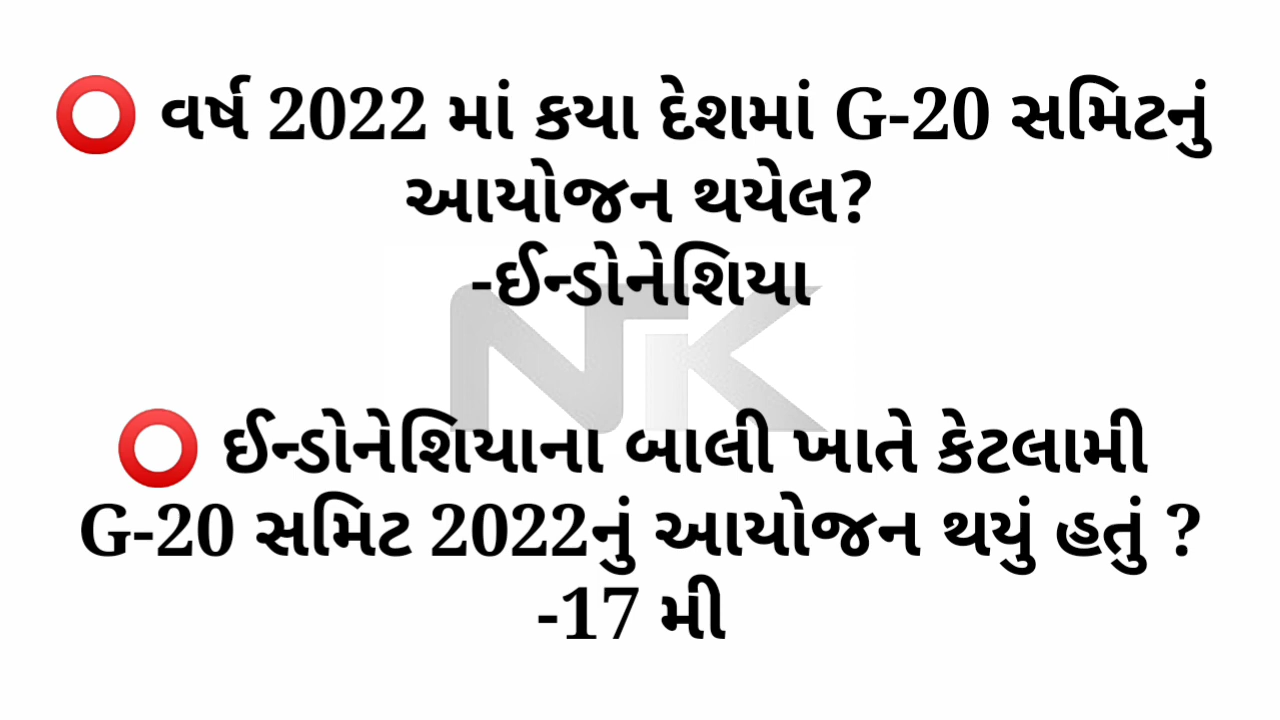 ⭕ વર્ષ 2022 માં કયા દેશમાં G-20 સમિટનું
આયોજન થયેલ?
-ઈન્ડોનેશિયા
NK
⭕ ઈન્ડોનેશિયાના બાલી ખાતે કેટલામી
G-20 સમિટ 2022નું આયોજન થયું હતું ?
-17 મી